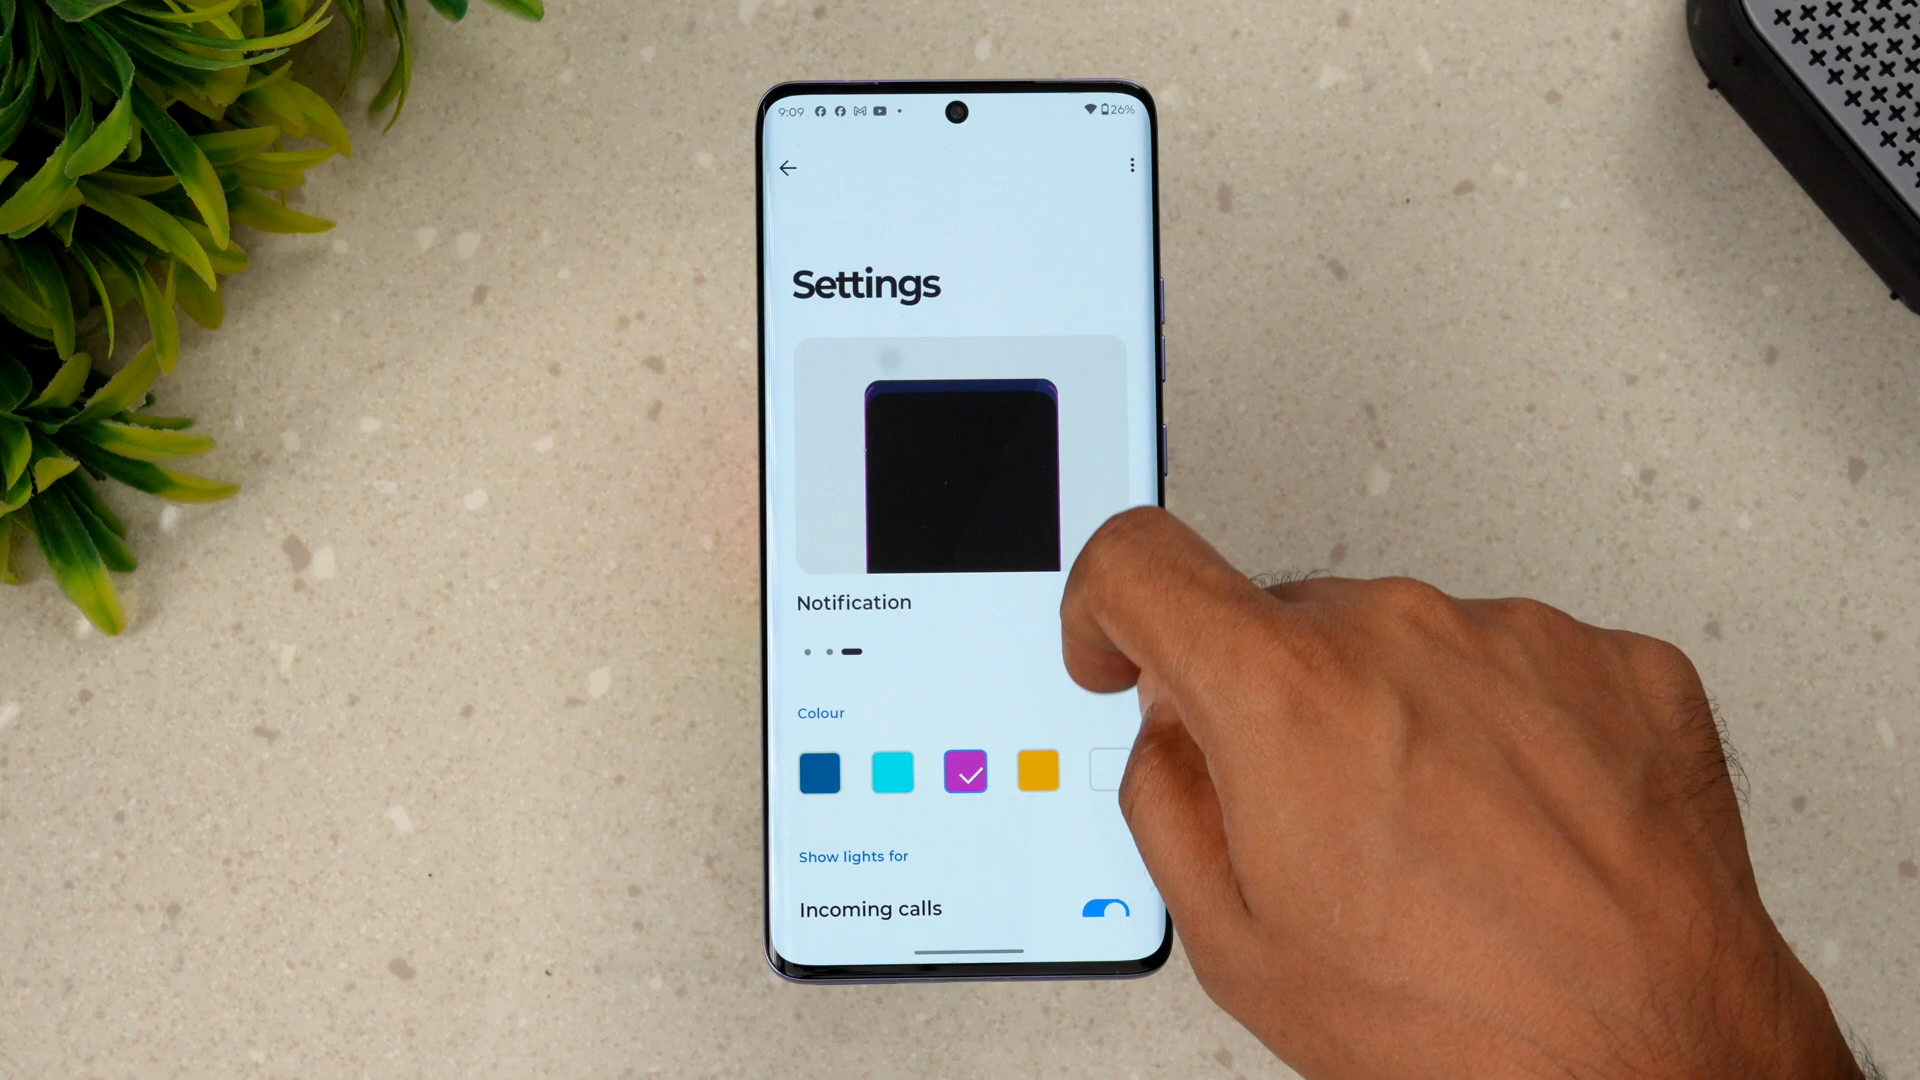 9:09 26%
Settings
Notification
Colour
Show lights for
Incoming calls